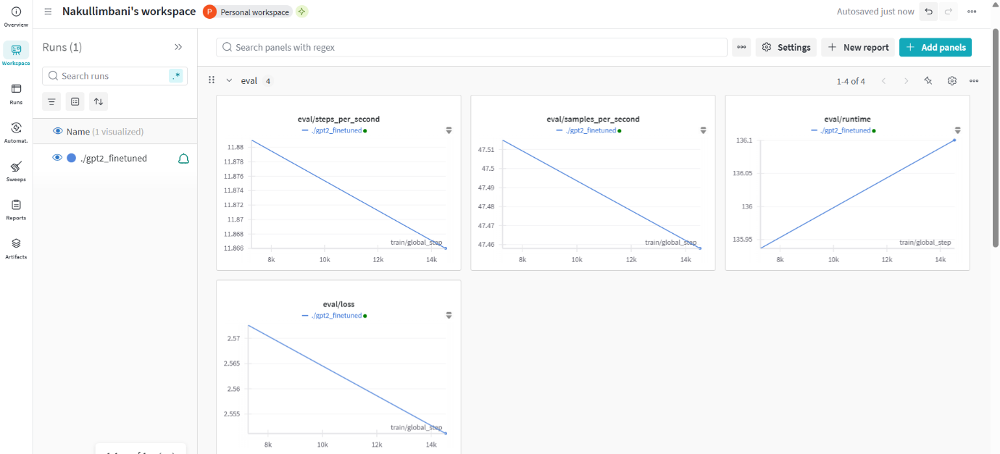 Nakullimbani's workspace P Personal workspace Autosaved just now
Overview
Workspace
Runs
Automat.
Sweeps
Reports
Artifacts
Runs (1)
Search runs .*
Name (1 visualized)
./gpt2_finetuned
Search panels with regex Settings New report Add panels
eval 4 1-4 of 4
eval/steps_per_second
./gpt2_finetuned
11.88
11.878
11.876
11.874
11.872
11.87
11.868
11.866
train/global_step
8k 10k 12k 14k
eval/samples_per_second
./gpt2_finetuned
47.51
47.5
47.49
47.48
47.47
47.46
train/global_step
8k 10k 12k 14k
eval/runtime
./gpt2_finetuned
136.1
136.05
136
135.95
train/global_step
8k 10k 12k 14k
eval/loss
./gpt2_finetuned
2.57
2.565
2.56
2.555
train/global_step
8k 10k 12k 14k